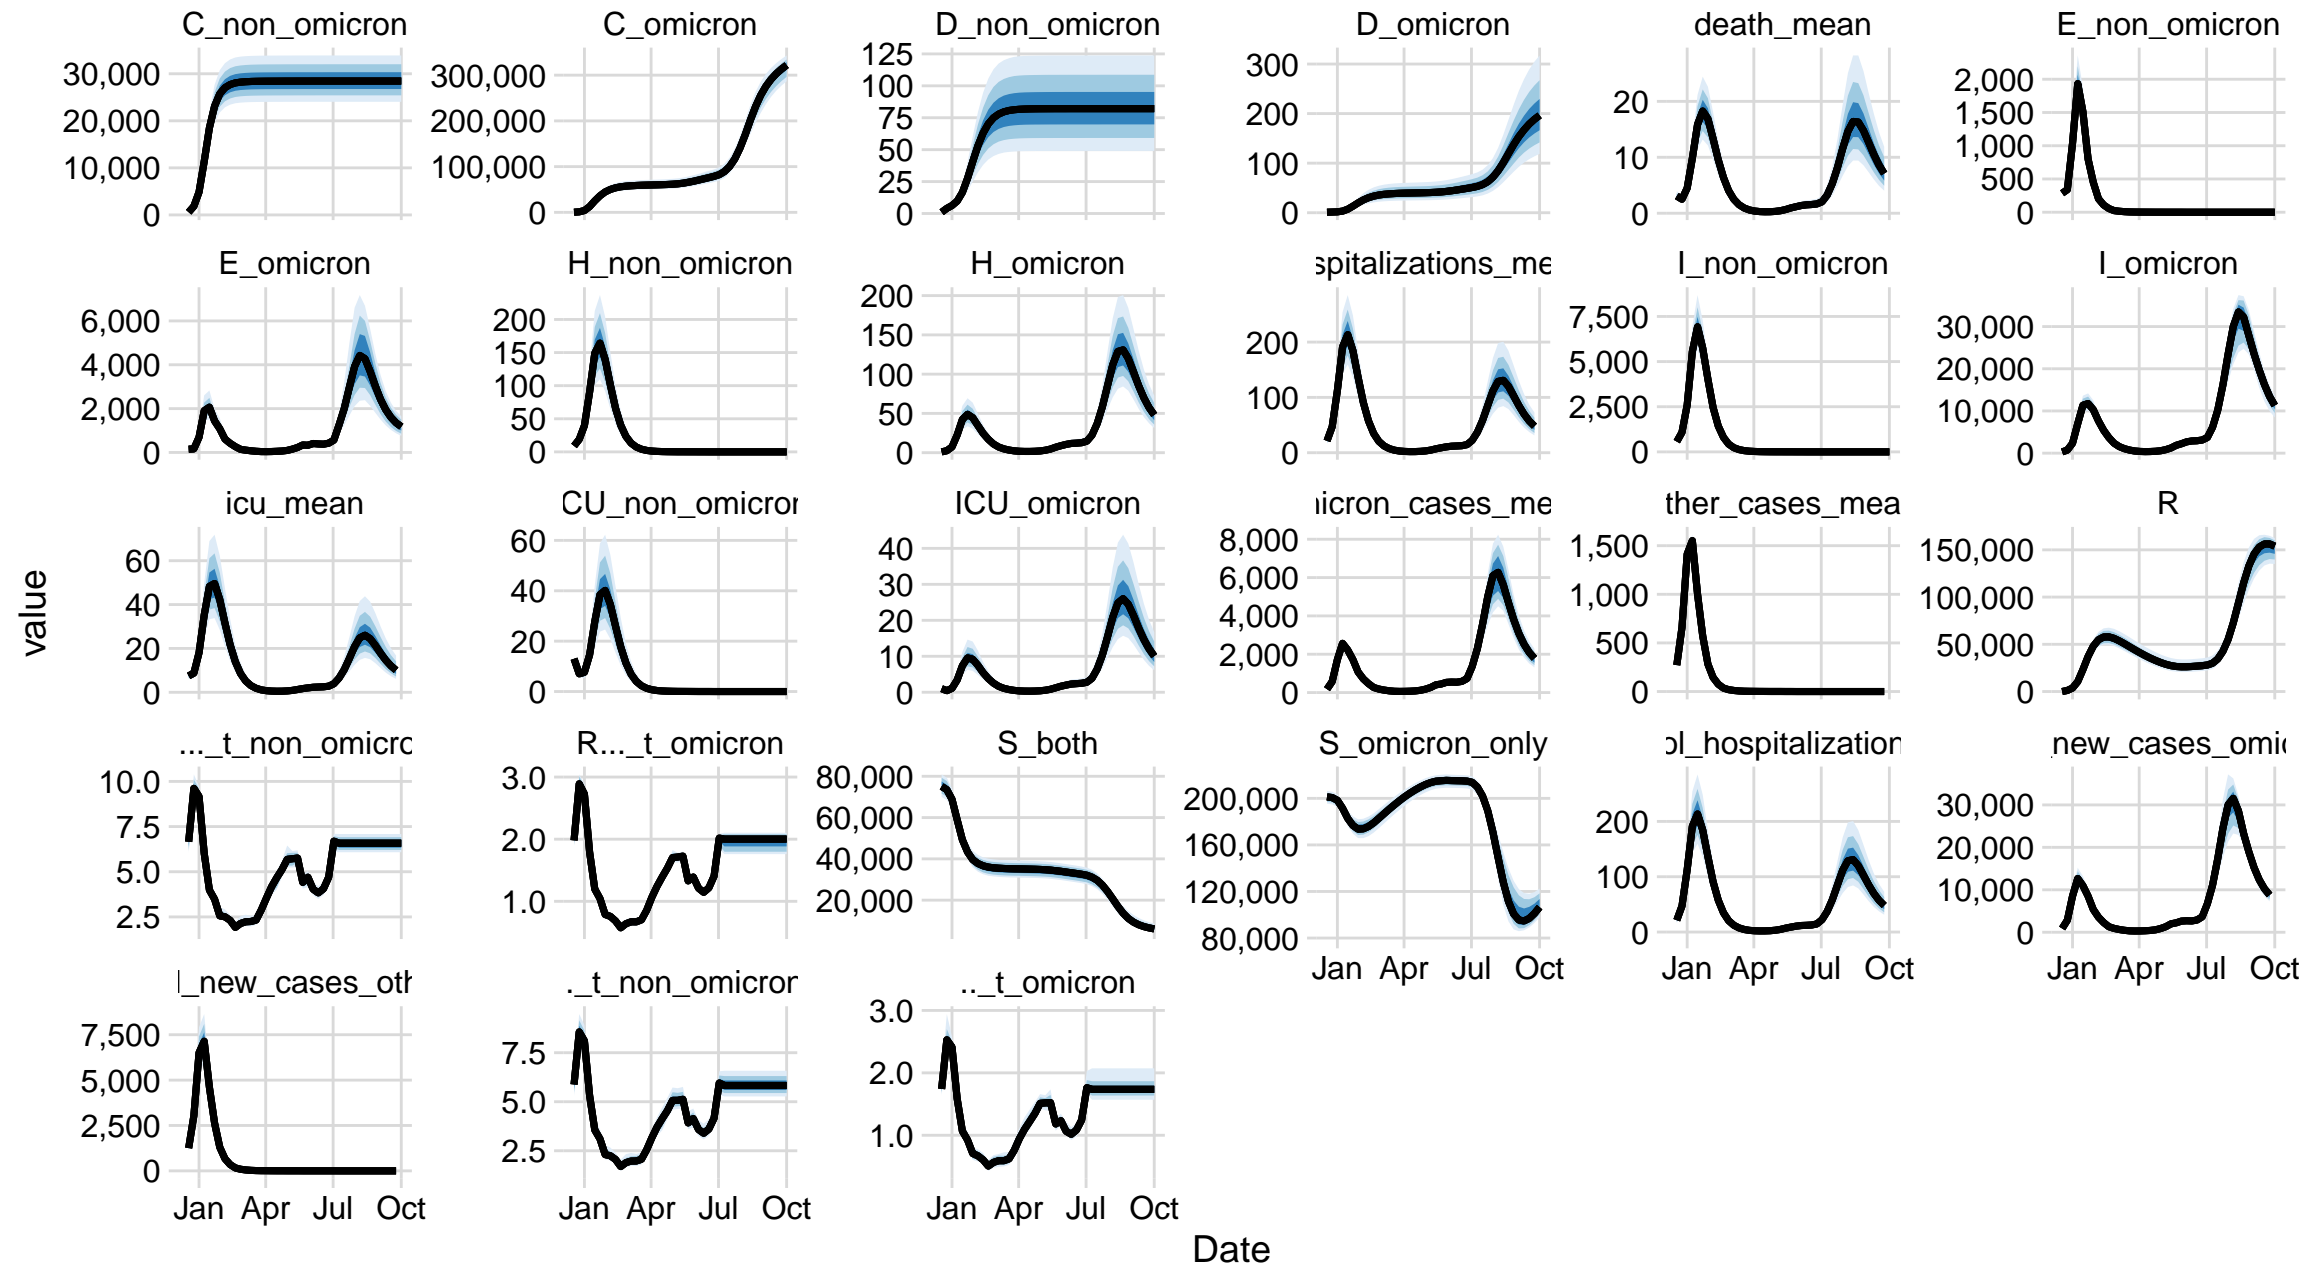 C_non_omicron C_omicron D_non_omicron D_omicron death_mean E_non_omicron
30,000 20,000 10,000 0
300,000 200,000 100,000 0
125 100 75 50 25 0
300 200 100 0
20 10 0
2,000 1,500 1,000 500 0
E_omicron H_non_omicron H_omicron spitalizations_me I_non_omicron I_omicron
6,000 4,000 2,000 0
200 150 100 50 0
200 150 100 50 0
200 100 0
7,500 5,000 2,500 0
30,000 20,000 10,000 0
icu_mean CU_non_omicron ICU_omicron icron_cases_me ther_cases_mea R
60 40 20 0
60 40 20 0
40 30 20 10 0
8,000 6,000 4,000 2,000 0
1,500 1,000 500 0
150,000 100,000 50,000 0
..._t_non_omicro R..._t_omicron S_both S_omicron_only ol_hospitalization new_cases_omic
10.0 7.5 5.0 2.5
3.0 2.0 1.0
80,000 60,000 40,000 20,000
200,000 160,000 120,000 80,000
200 100 0
30,000 20,000 10,000 0
Jan Apr Jul Oct
Jan Apr Jul Oct
Jan Apr Jul Oct
l_new_cases_oth ._t_non_omicron .._t_omicron
7,500 5,000 2,500 0
7.5 5.0 2.5
3.0 2.0 1.0
Jan Apr Jul Oct
Jan Apr Jul Oct
Jan Apr Jul Oct
value
Date